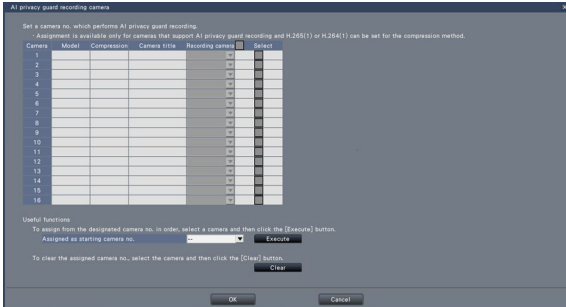 AI privacy guard recording camera
Set a camera no. which performs AI privacy guard recording.
- Assignment is available only for cameras that support AI privacy guard recording and H.265(1) or H.264(1) can be set for the compression method.
Camera Model Compression Camera title Recording camera Select
1
2
3
4
5
6
7
8
9
10
11
12
13
14
15
16
Useful functions
To assign from the designated camera no. in order, select a camera and then click the [Execute] button.
Assigned as starting camera no. -- Execute
To clear the assigned camera no., select the camera and then click the [Clear] button.
Clear
OK Cancel